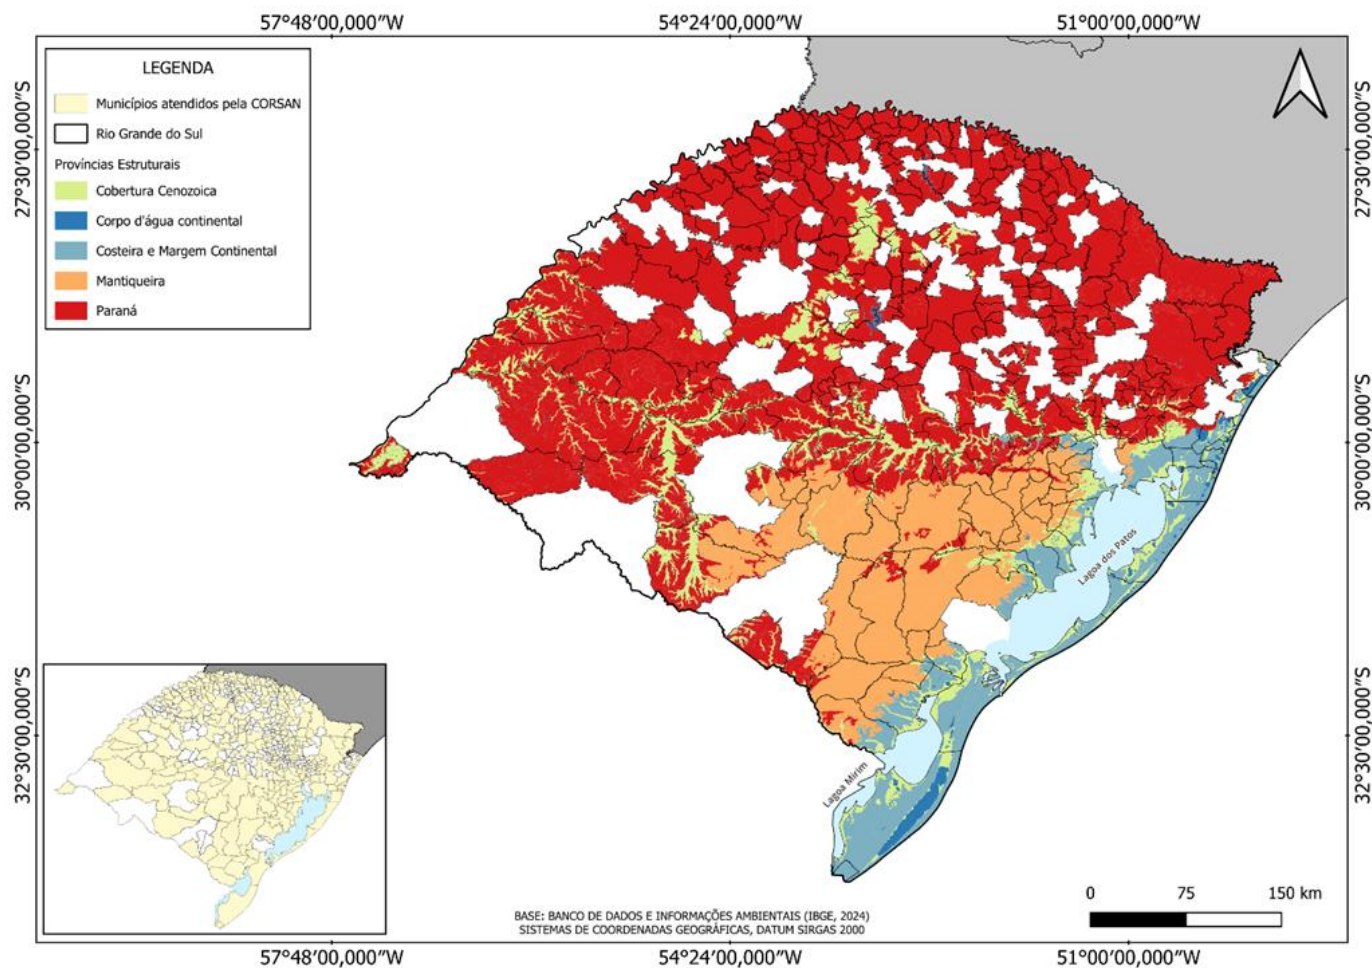 57°48'00,000"W 54°24'00,000"W 51°00'00,000"W
LEGENDA
Municípios atendidos pela CORSAN
Rio Grande do Sul
Províncias Estruturais
Cobertura Cenozoica
Corpo d'água continental
Costeira e Margem Continental
Mantiqueira
Paraná
27°30'00,000"S
27°30'00,000"S
30°00'00,000"S
30°00'00,000"S
Lagoa dos Patos
32°30'00,000"S
32°30'00,000"S
Lagoa Mirim
0 75 150 km
BASE: BANCO DE DADOS E INFORMAÇÕES AMBIENTAIS (IBGE, 2024)
SISTEMAS DE COORDENADAS GEOGRÁFICAS, DATUM SIRGAS 2000
57°48'00,000"W 54°24'00,000"W 51°00'00,000"W